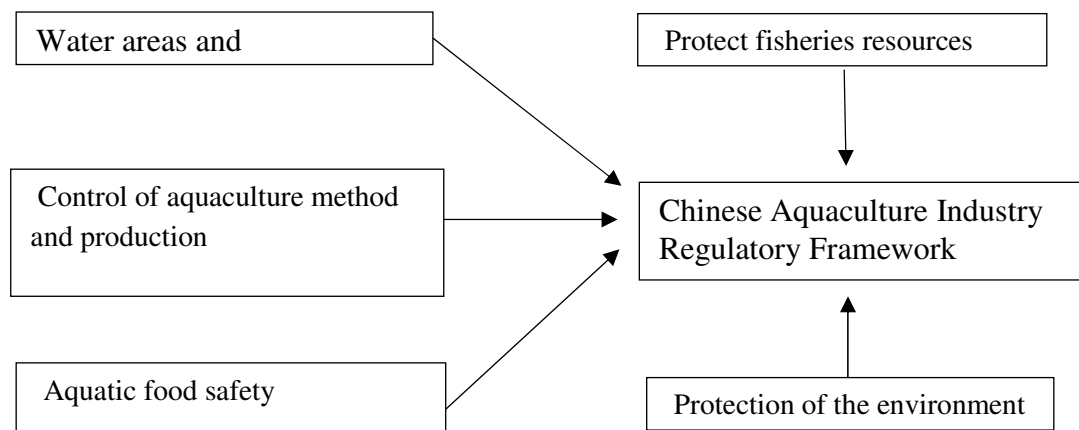 Water areas and
Protect fisheries resources
Control of aquaculture method
and production
Chinese Aquaculture Industry
Regulatory Framework
Aquatic food safety
Protection of the environment